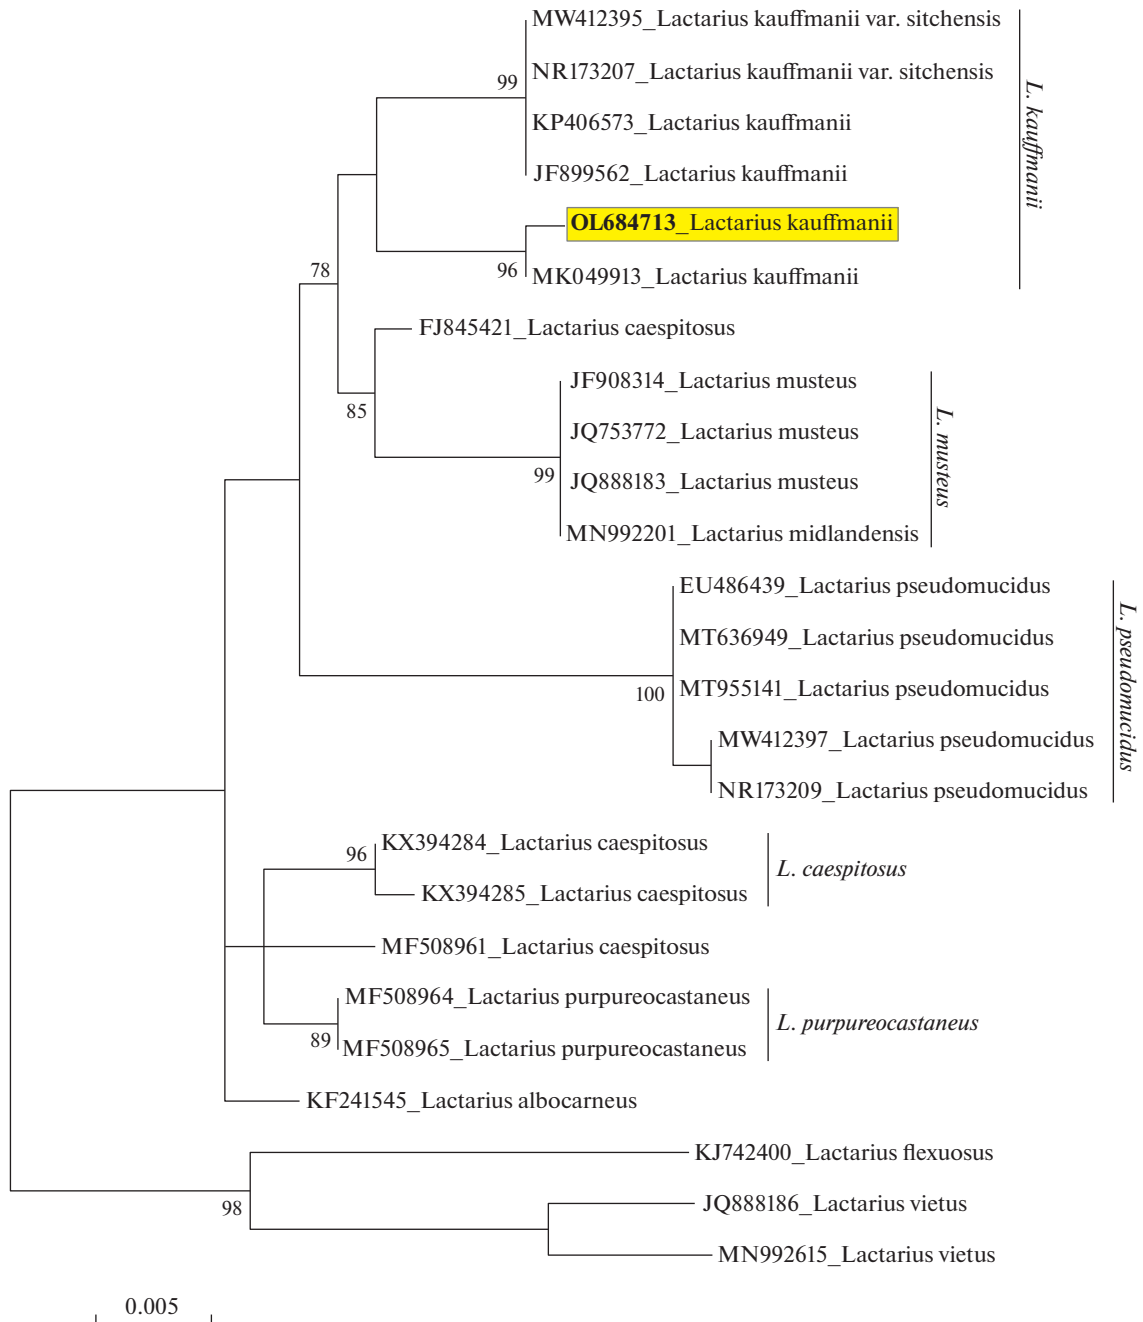 MW412395_Lactarius kauffmanii var. sitchensis
99
NR173207_Lactarius kauffmanii var. sitchensis
KP406573_Lactarius kauffmanii
JF899562_Lactarius kauffmanii
L. kauffmanii
OL684713_Lactarius kauffmanii
78
96
MK049913_Lactarius kauffmanii
FJ845421_Lactarius caespitosus
85
JF908314_Lactarius musteus
JQ753772_Lactarius musteus
99
JQ888183_Lactarius musteus
MN992201_Lactarius midlandensis
L. musteus
EU486439_Lactarius pseudomucidus
MT636949_Lactarius pseudomucidus
100
MT955141_Lactarius pseudomucidus
MW412397_Lactarius pseudomucidus
NR173209_Lactarius pseudomucidus
L. pseudomucidus
96
KX394284_Lactarius caespitosus
KX394285_Lactarius caespitosus
L. caespitosus
MF508961_Lactarius caespitosus
MF508964_Lactarius purpureocastaneus
89
MF508965_Lactarius purpureocastaneus
L. purpureocastaneus
KF241545_Lactarius albocarneus
KJ742400_Lactarius flexuosus
98
JQ888186_Lactarius vietus
MN992615_Lactarius vietus
0.005